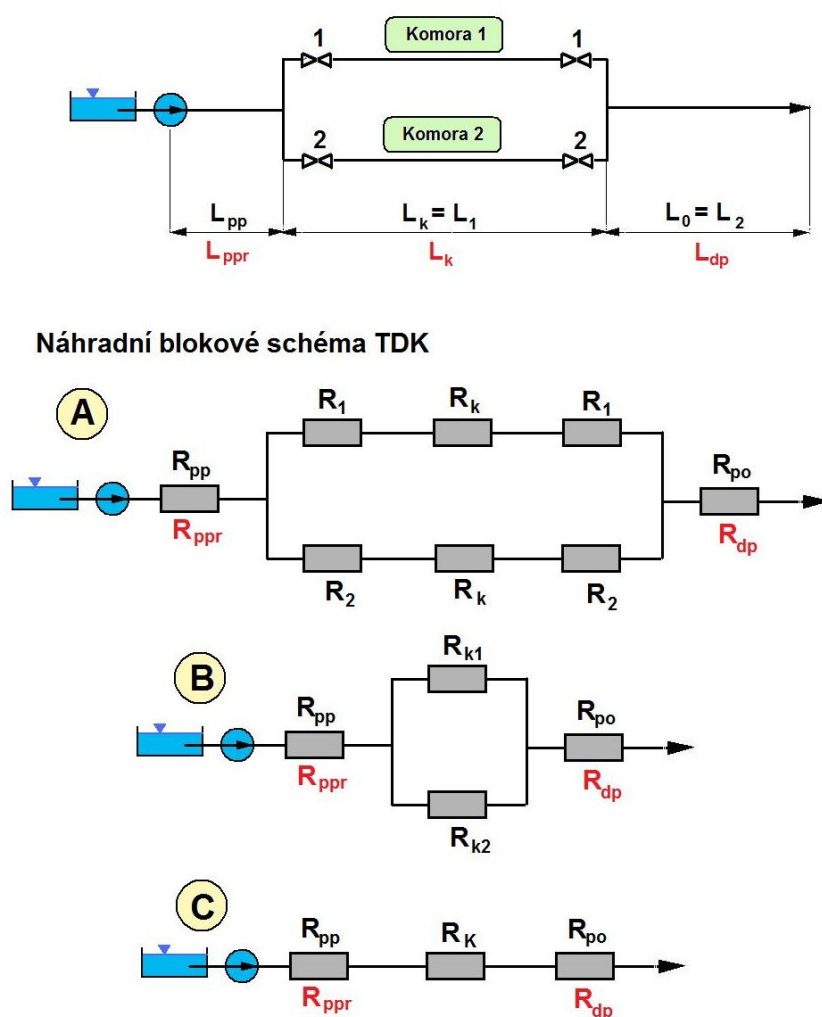 1 Komora 1 1
2 Komora 2 2
Lpp Lk = L1 L0 = L2
Lppr Lk Ldp
Náhradní blokové schéma TDK
A
R1 Rk R1
Rpp Rpo
Rppr Rdp
R2 Rk R2
B
Rk1
Rpp Rpo
Rppr Rdp
Rk2
C
Rpp RK Rpo
Rppr Rdp